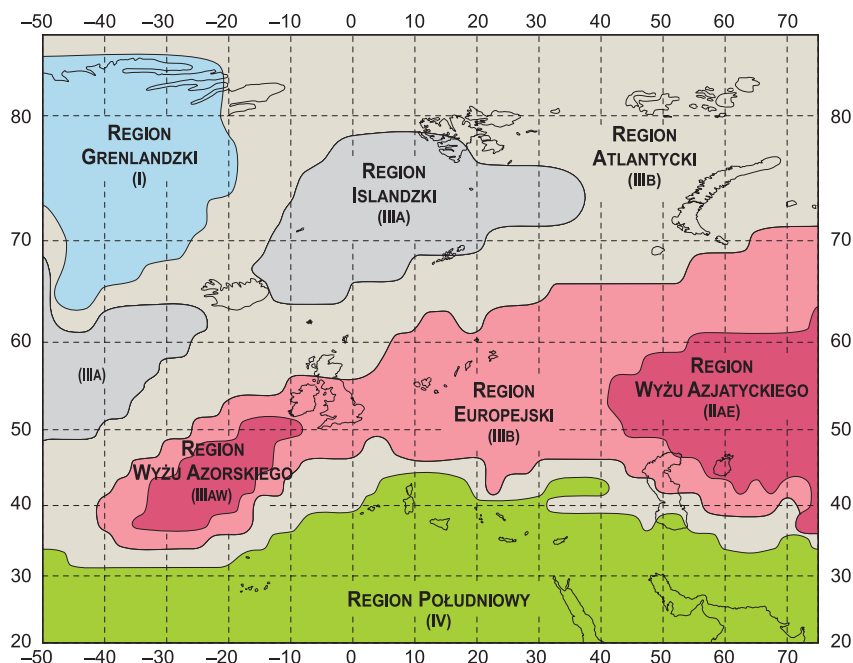 –50 –40 –30 –20 –10 0 10 20 30 40 50 60 70
80 80
REGION
GRENLANDZKI
(I)
REGION
ISLANDZKI
(IIIA)
REGION
ATLANTYCKI
(IIIB)
70 70
60 60
(IIIA)
REGION
EUROPEJSKI
(IIIB)
REGION
WYŻU AZJATYCKIEGO
(IIAE)
50 50
REGION
WYŻU AZORSKIEGO
(IIIAW)
40 40
30 30
REGION POŁUDNIOWY
(IV)
20 20
–50 –40 –30 –20 –10 0 10 20 30 40 50 60 70